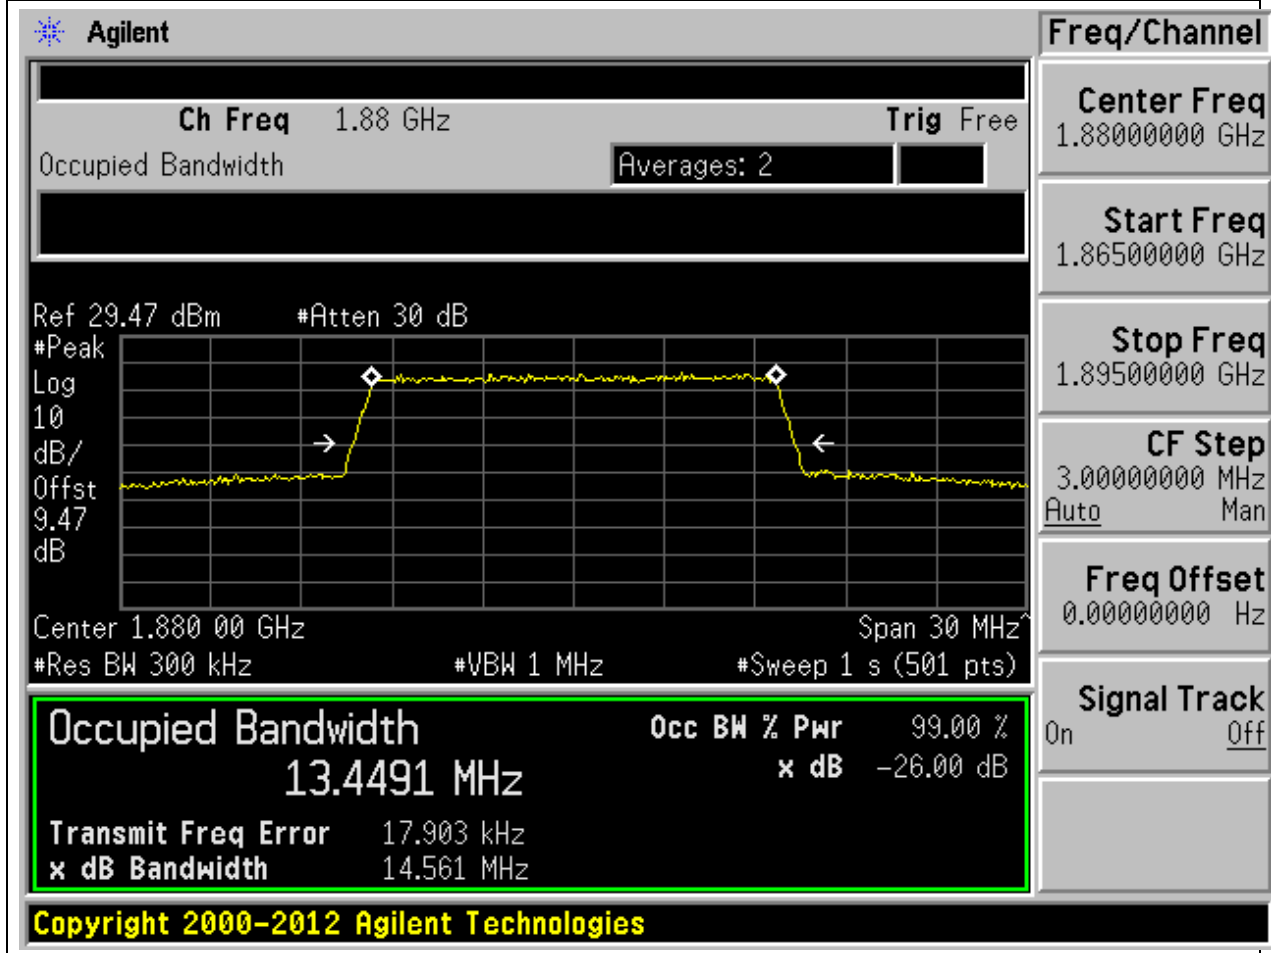 Agilent
Freq/Channel
Ch Freq 1.88 GHz Trig Free
Occupied Bandwidth Averages: 2
Center Freq
1.88000000 GHz
Start Freq
1.86500000 GHz
Stop Freq
1.89500000 GHz
CF Step
3.00000000 MHz
Auto Man
Freq Offset
0.00000000 Hz
Signal Track
On Off
Ref 29.47 dBm #Atten 30 dB
#Peak
Log
10
dB/
Offst
9.47
dB
Center 1.880 00 GHz Span 30 MHz^
#Res BW 300 kHz #VBW 1 MHz #Sweep 1 s (501 pts)
Occupied Bandwidth
13.4491 MHz
Occ BW % Pwr 99.00 %
x dB -26.00 dB
Transmit Freq Error 17.903 kHz
x dB Bandwidth 14.561 MHz
Copyright 2000-2012 Agilent Technologies